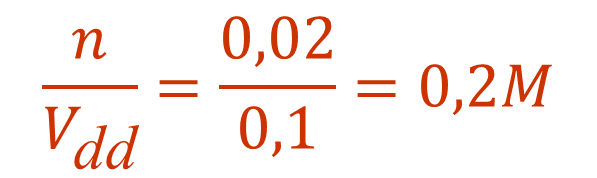 n/V_dd = 0,02/0,1 = 0,2M